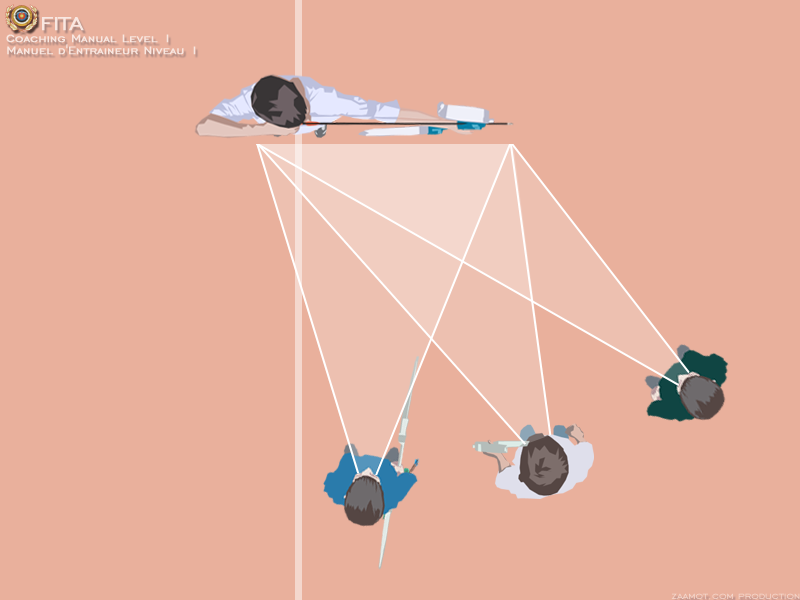 FITA
Coaching Manual Level 1
Manuel d'Entraineur Niveau 1
ZAAMOT.COM PRODUCTION